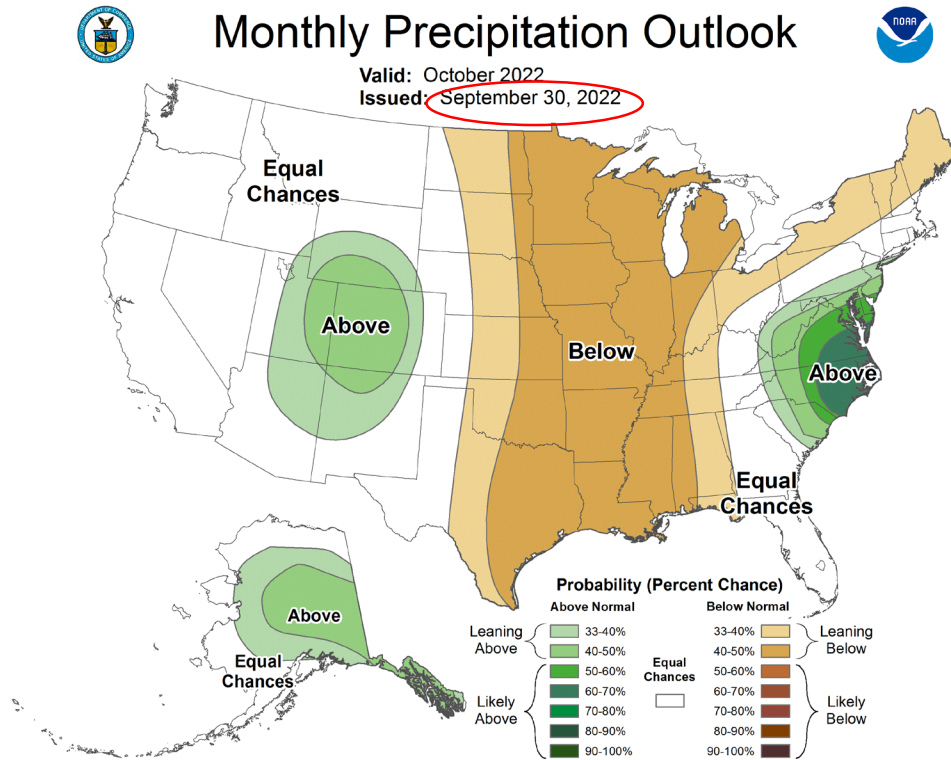 Monthly Precipitation Outlook
NOAA
Valid: October 2022
Issued: September 30, 2022
Equal
Chances
Above
Below
Above
Equal
Chances
Above
Equal
Chances
Probability (Percent Chance)
Above Normal
Below Normal
Leaning
Above
33-40%
40-50%
50-60%
60-70%
70-80%
80-90%
90-100%
Likely
Above
Equal
Chances
33-40%
40-50%
50-60%
60-70%
70-80%
80-90%
90-100%
Leaning
Below
Likely
Below